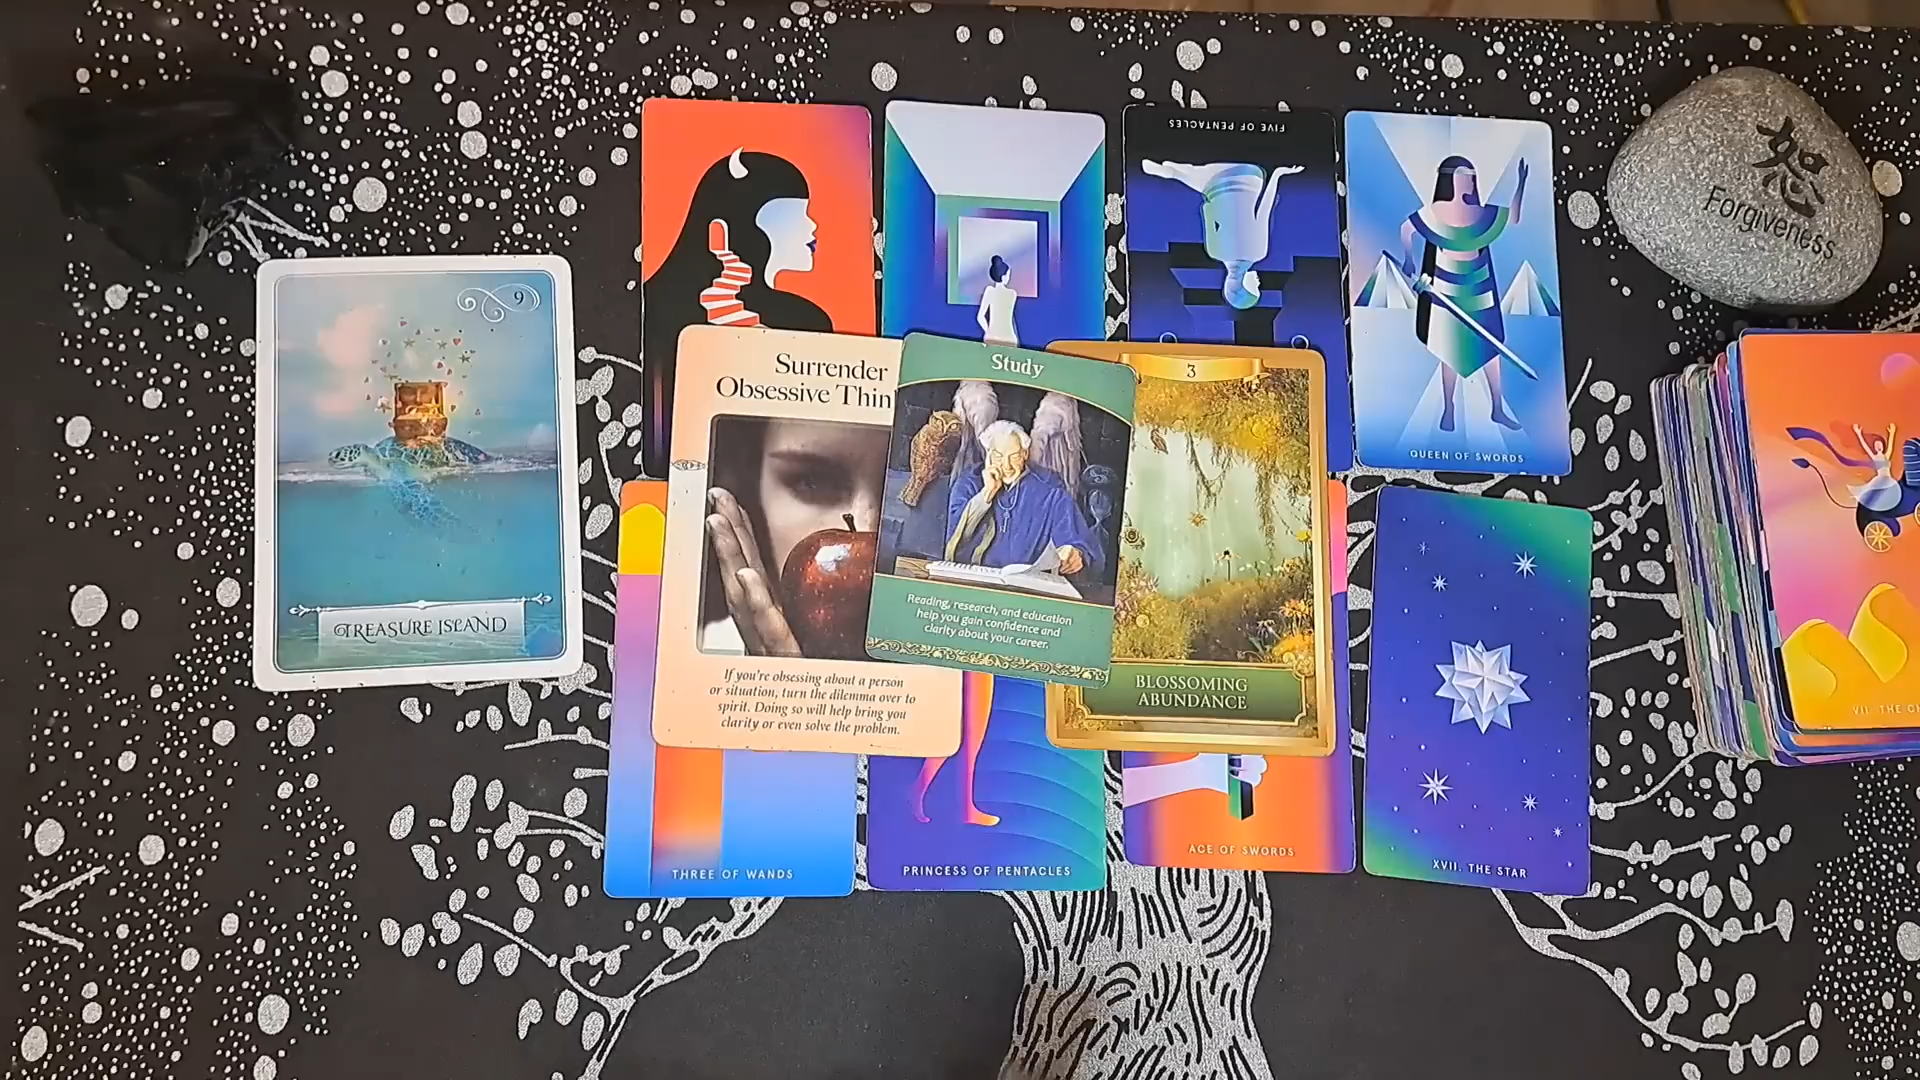 9
TREASURE ISLAND
FIVE OF PENTACLES
QUEEN OF SWORDS
恕
Forgiveness
Surrender
Obsessive Thin
If you're obsessing about a person
or situation, turn the dilemma over to
spirit. Doing so will help bring you
clarity or even solve the problem.
Study
Reading, research, and education
help you gain confidence and
clarity about your career.
3
BLOSSOMING
ABUNDANCE
VII. THE C
THREE OF WANDS
PRINCESS OF PENTACLES
ACE OF SWORDS
XVII. THE STAR